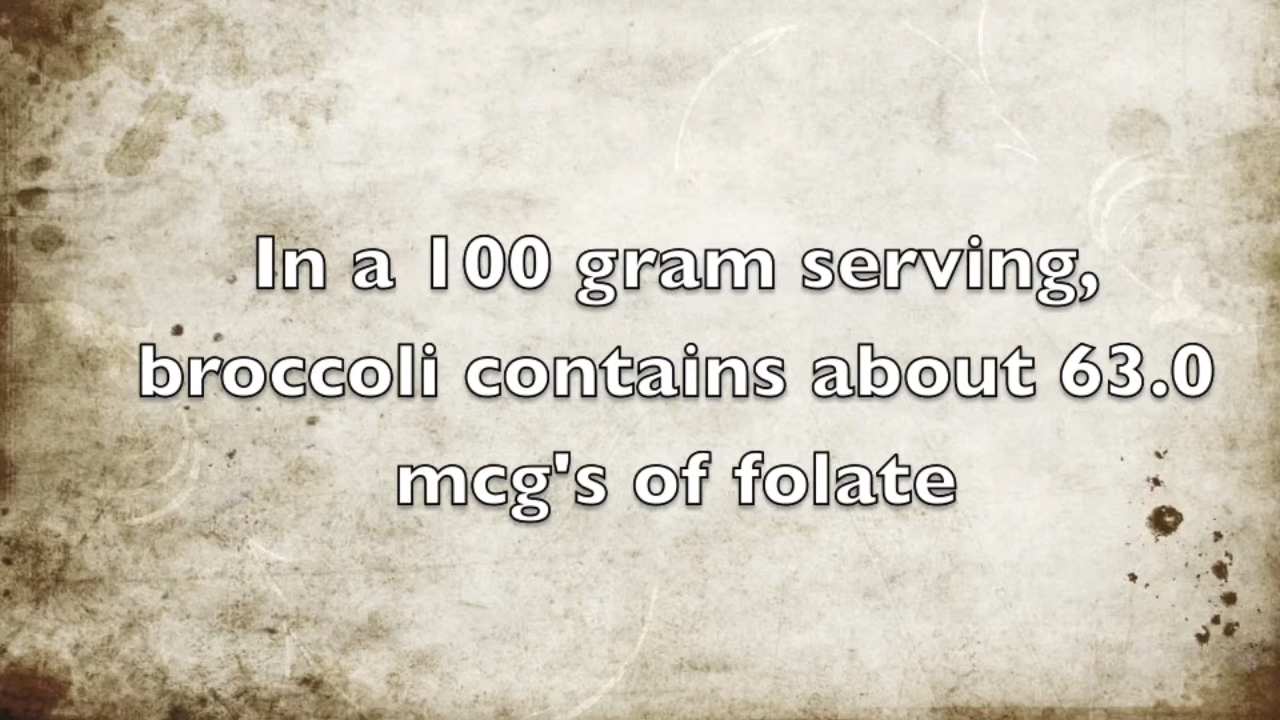 In a 100 gram serving,
broccoli contains about 63.0
mcg's of folate